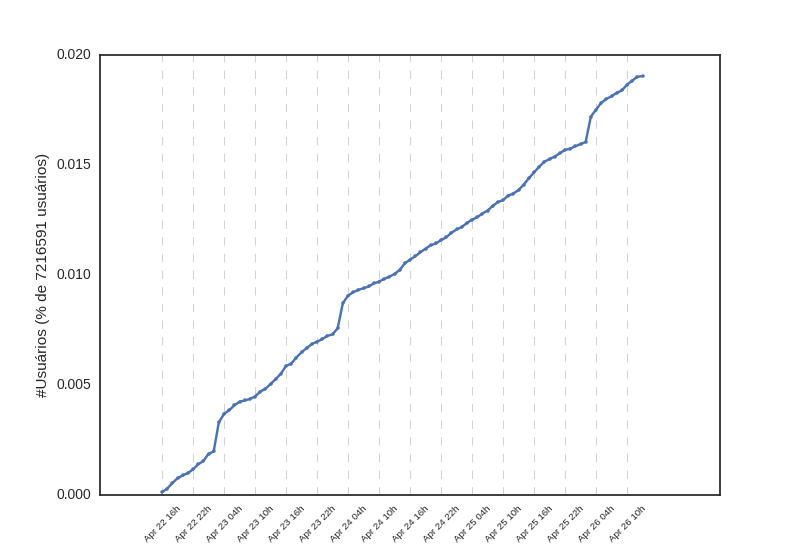 0.020
0.015
0.010
0.005
0.000
#Usuários (% de 7216591 usuários)
Apr 22 16h
Apr 22 22h
Apr 23 04h
Apr 23 10h
Apr 23 16h
Apr 23 22h
Apr 24 04h
Apr 24 10h
Apr 24 16h
Apr 24 22h
Apr 25 04h
Apr 25 10h
Apr 25 16h
Apr 25 22h
Apr 26 04h
Apr 26 10h